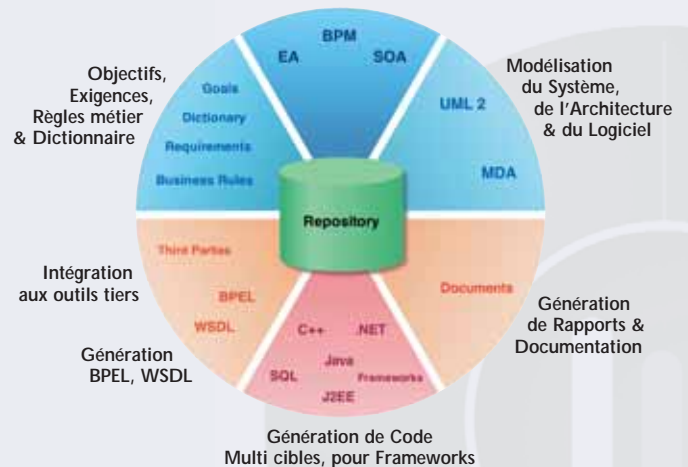 BPM
EA
SOA
Objectifs,
Exigences,
Règles métier
& Dictionnaire
Goals
Dictionary
Requirements
Business Rules
Modélisation
du Système,
de l'Architecture
& du Logiciel
UML 2
MDA
Repository
Third Parties
BPEL
WSDL
Intégration
aux outils tiers
Génération
BPEL, WSDL
C++
.NET
Java
SQL
Frameworks
J2EE
Documents
Génération
de Rapports &
Documentation
Génération de Code
Multi cibles, pour Frameworks